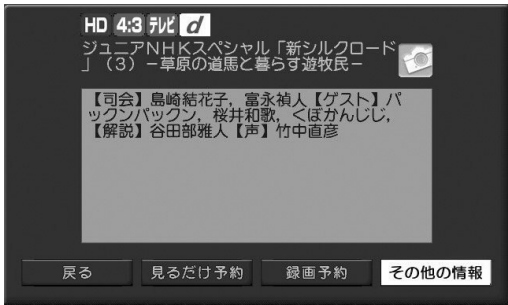 HD 4:3 テレビ d
ジュニアNHKスペシャル「新シルクロード
」（3）－草原の道馬と暮らす遊牧民－
【司会】島崎結花子，富永禎人【ゲスト】パ
ックンパックン，桜井和歌，くぼかんじじ，
【解説】谷田部雅人【声】竹中直彦
戻る 見るだけ予約 録画予約 その他の情報